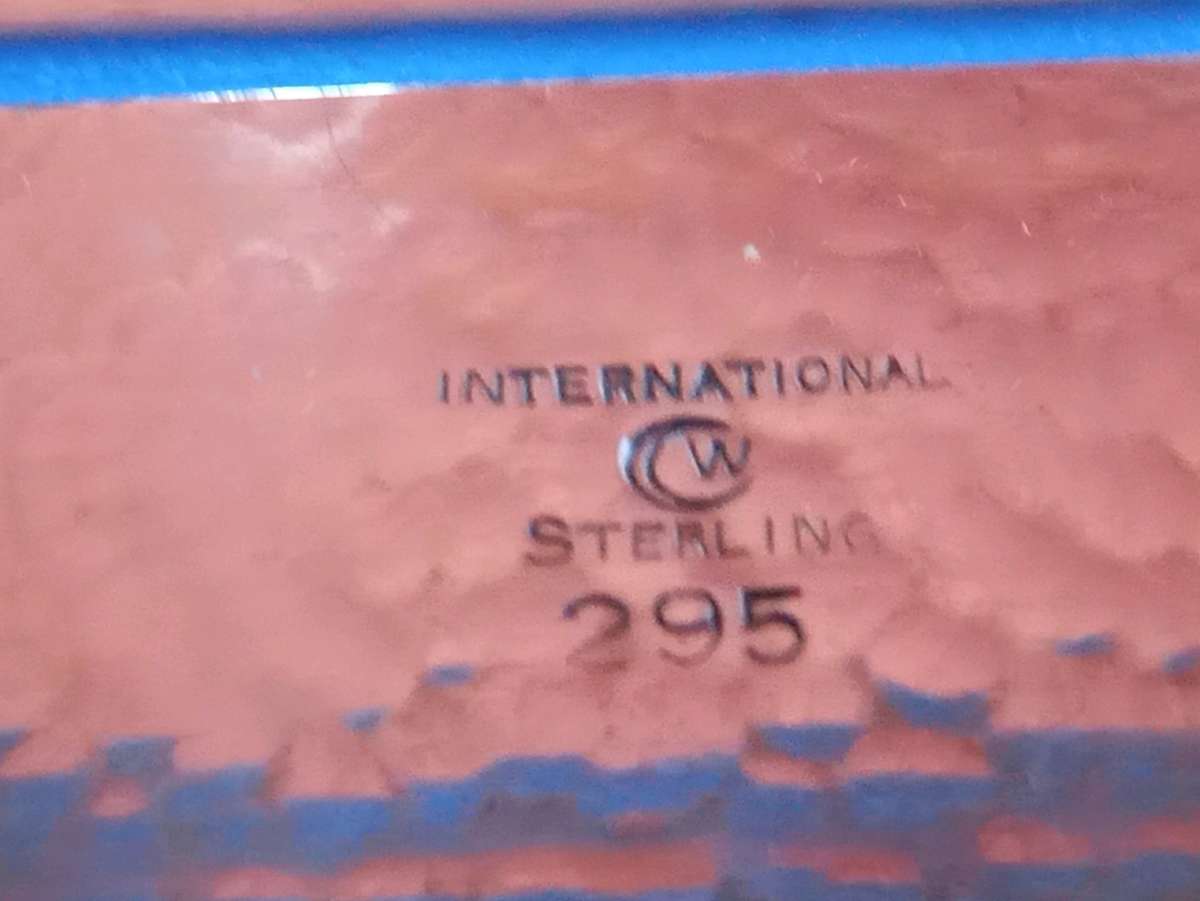 INTERNATIONAL
CW
STERLING
295